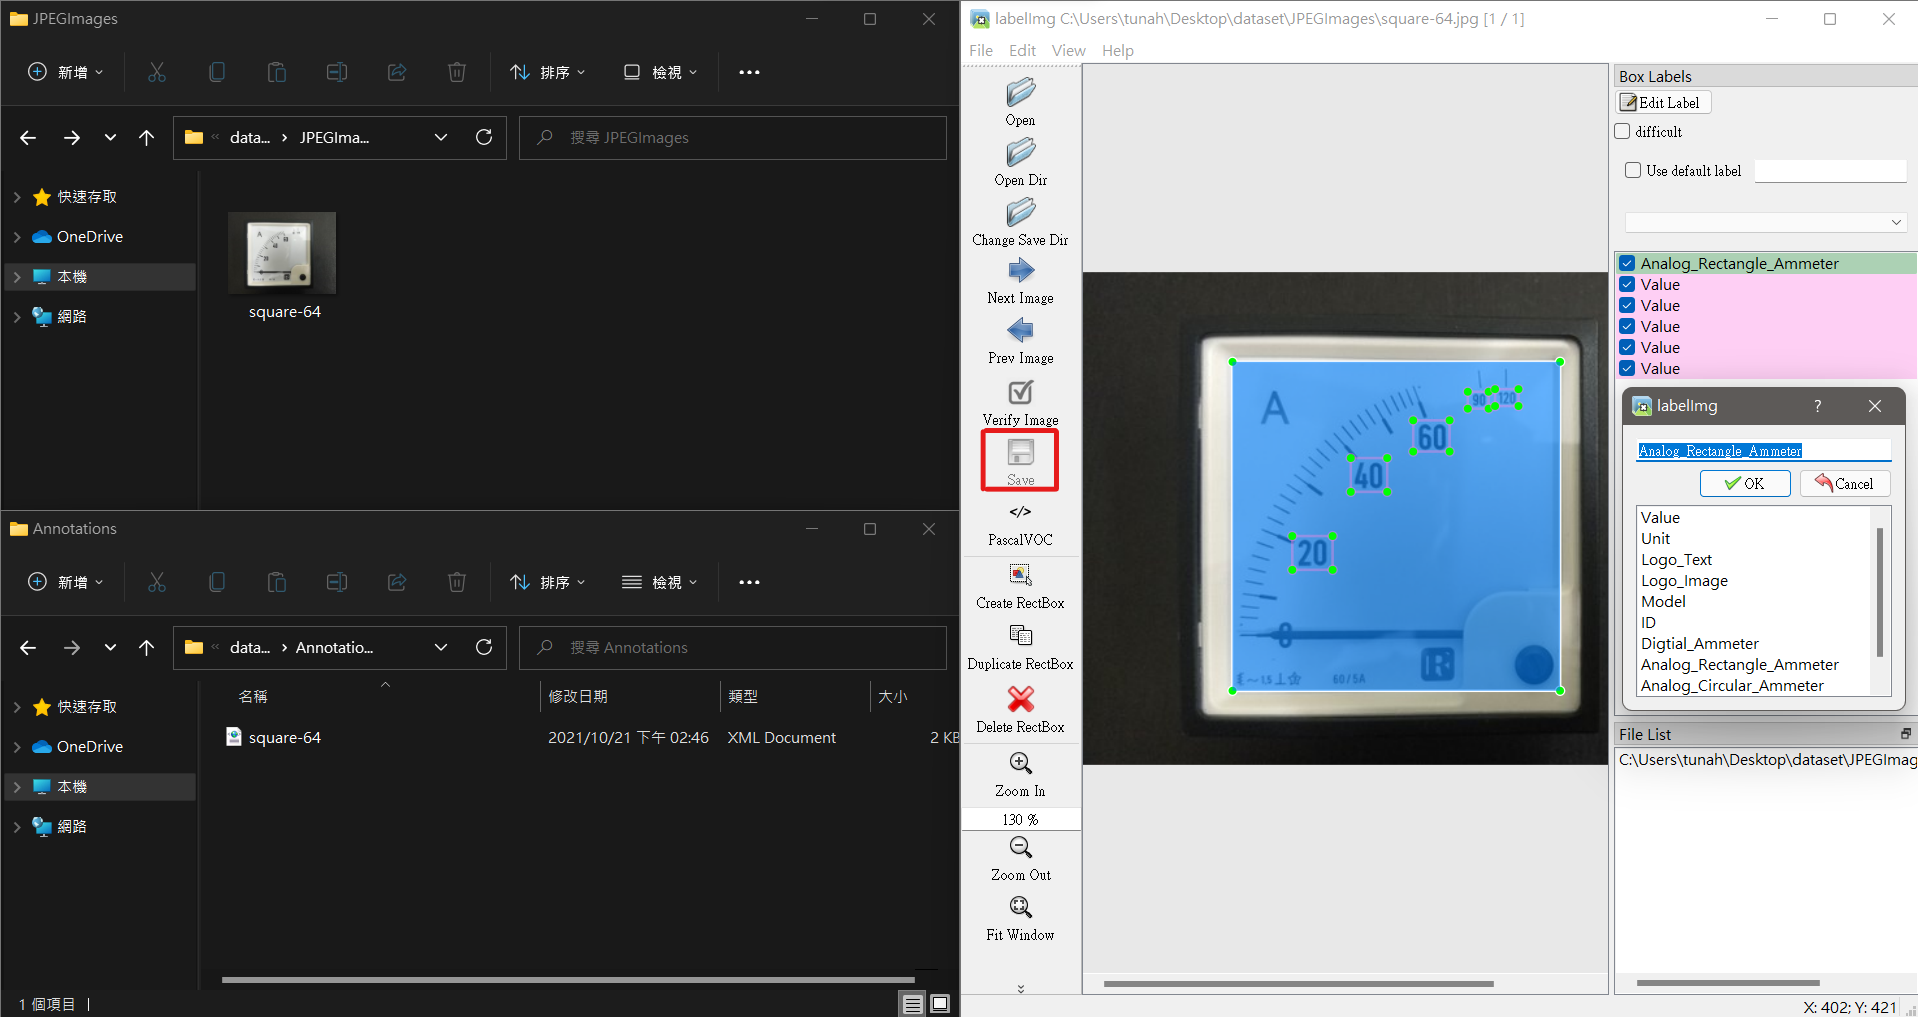 JPEGImages
新增
排序
檢視
data...
JPEGIma...
搜尋 JPEGImages
快速存取
OneDrive
本機
網路
square-64
Annotations
新增
排序
檢視
data...
Annotatio...
搜尋 Annotations
快速存取
OneDrive
本機
網路
名稱
修改日期
類型
大小
square-64
2021/10/21 下午 02:46
XML Document
2 KB
1 個項目
labelImg C:\Users\tunah\Desktop\dataset\JPEGImages\square-64.jpg [1 / 1]
File Edit View Help
Open
Open Dir
Change Save Dir
Next Image
Prev Image
Verify Image
Save
</>
PascalVOC
Create RectBox
Duplicate RectBox
Delete RectBox
Zoom In
130 %
Zoom Out
Fit Window
A
90
120
60
40
20
0
1,5
60/5A
R
Box Labels
Edit Label
difficult
Use default label
Analog_Rectangle_Ammeter
Value
Value
Value
Value
Value
labelImg
?
Analog_Rectangle_Ammeter
OK
Cancel
Value
Unit
Logo_Text
Logo_Image
Model
ID
Digtial_Ammeter
Analog_Rectangle_Ammeter
Analog_Circular_Ammeter
File List
C:\Users\tunah\Desktop\dataset\JPEGImag
X: 402; Y: 421